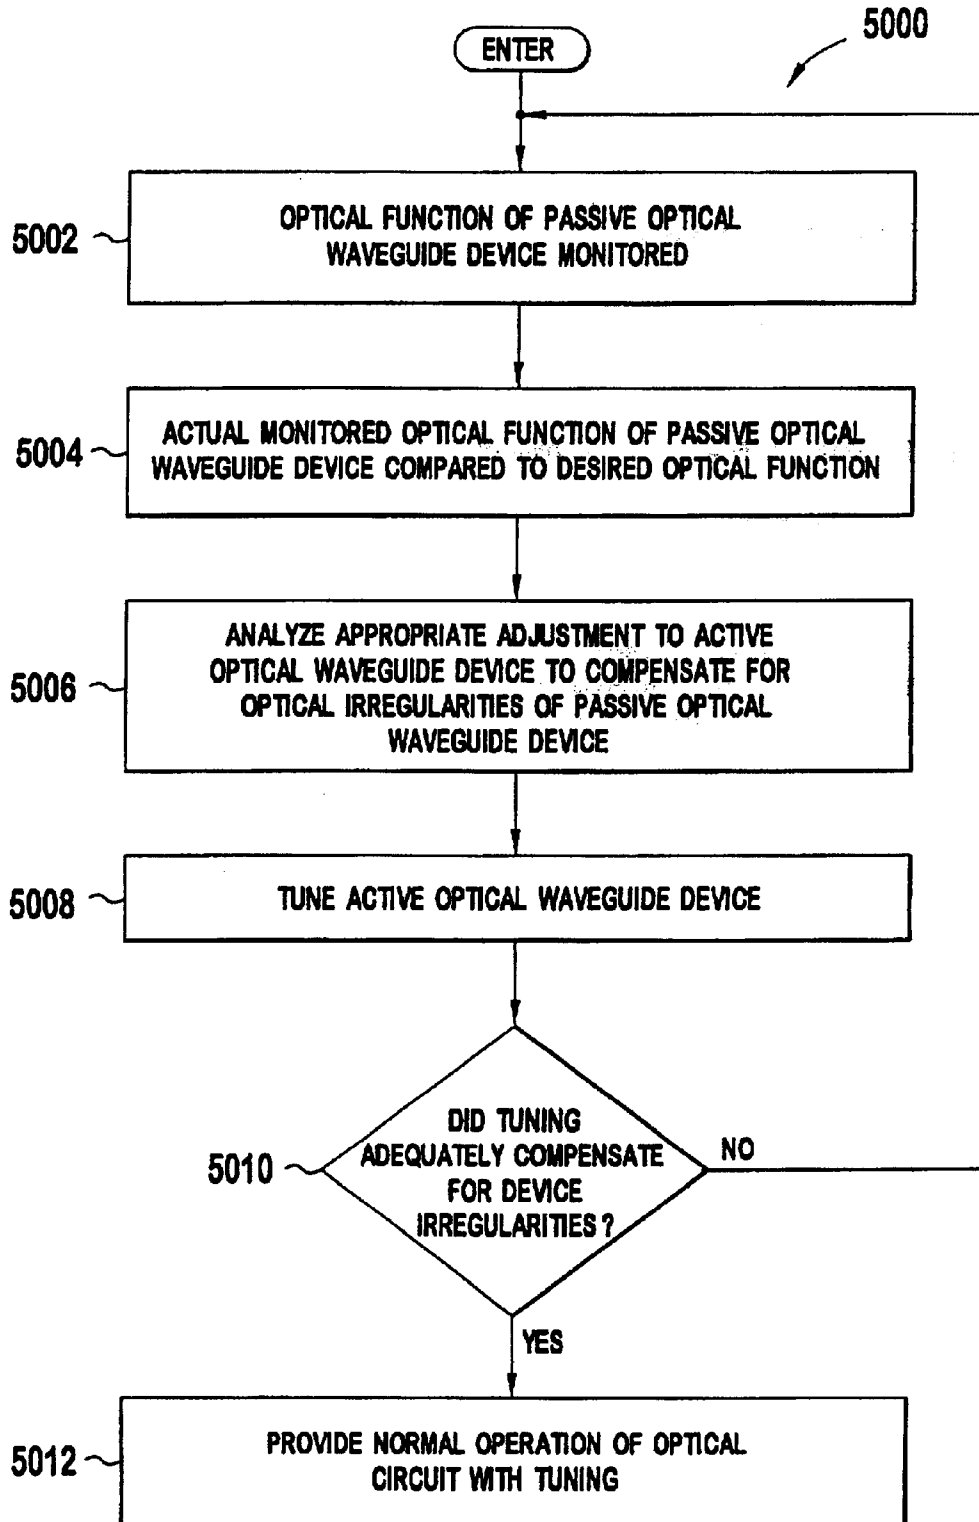 5000
ENTER
5002
OPTICAL FUNCTION OF PASSIVE OPTICAL
WAVEGUIDE DEVICE MONITORED
5004
ACTUAL MONITORED OPTICAL FUNCTION OF PASSIVE OPTICAL
WAVEGUIDE DEVICE COMPARED TO DESIRED OPTICAL FUNCTION
5006
ANALYZE APPROPRIATE ADJUSTMENT TO ACTIVE
OPTICAL WAVEGUIDE DEVICE TO COMPENSATE FOR
OPTICAL IRREGULARITIES OF PASSIVE OPTICAL
WAVEGUIDE DEVICE
5008
TUNE ACTIVE OPTICAL WAVEGUIDE DEVICE
5010
DID TUNING
ADEQUATELY COMPENSATE
FOR DEVICE
IRREGULARITIES?
NO
YES
5012
PROVIDE NORMAL OPERATION OF OPTICAL
CIRCUIT WITH TUNING